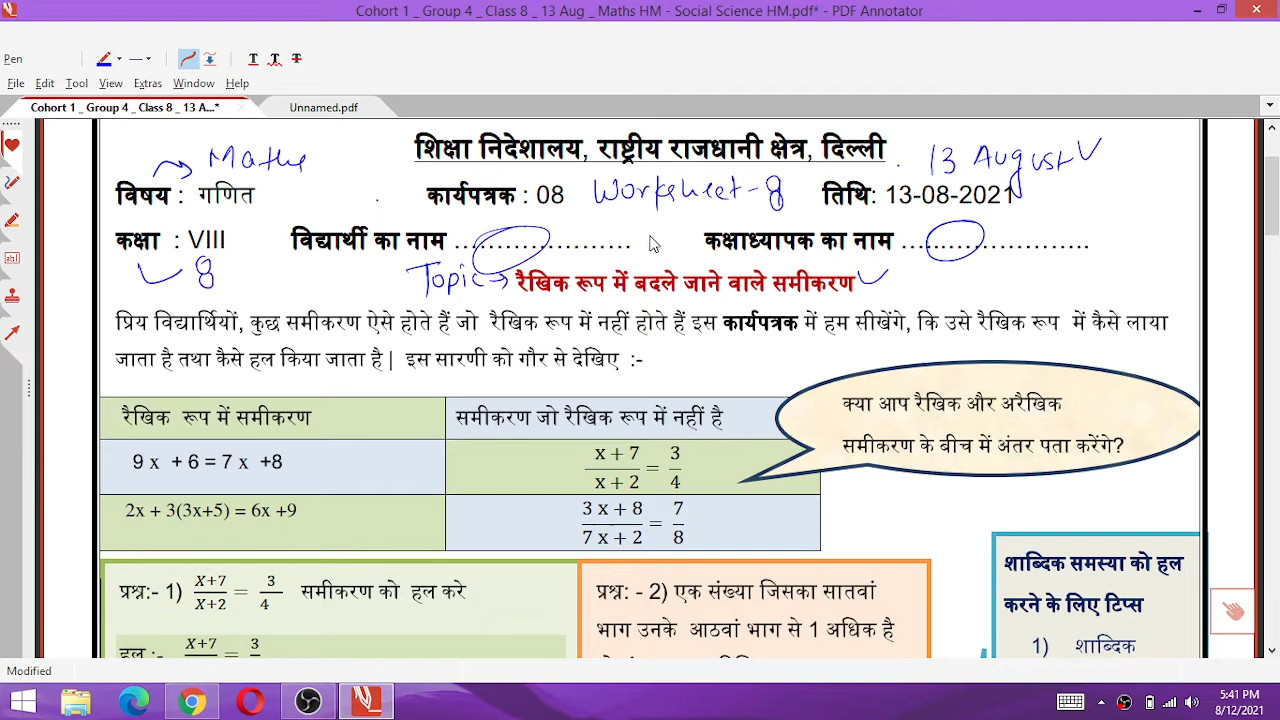 Cohort 1 _ Group 4 _ Class 8 _ 13 Aug _ Maths HM - Social Science HM.pdf* - PDF Annotator
Pen
File Edit Tool View Extras Window Help
Cohort 1 _ Group 4 _ Class 8 _ 13 A...* Unnamed.pdf
शिक्षा निदेशालय, राष्ट्रीय राजधानी क्षेत्र, दिल्ली
Maths 13 August
विषय : गणित कार्यपत्रक : 08 Worksheet-8 तिथि: 13-08-2021
कक्षा : VIII विद्यार्थी का नाम …………………… कक्षाध्यापक का नाम ……………………..
8 Topic→ रैखिक रूप में बदले जाने वाले समीकरण
प्रिय विद्यार्थियों, कुछ समीकरण ऐसे होते हैं जो रैखिक रूप में नहीं होते हैं इस कार्यपत्रक में हम सीखेंगे, कि उसे रैखिक रूप में कैसे लाया
जाता है तथा कैसे हल किया जाता है| इस सारणी को गौर से देखिए :-
रैखिक रूप में समीकरण समीकरण जो रैखिक रूप में नहीं है
9 x + 6 = 7 x +8 (x + 7)/(x + 2) = 3/4
2x + 3(3x+5) = 6x +9 (3 x + 8)/(7 x + 2) = 7/8
क्या आप रैखिक और अरैखिक
समीकरण के बीच में अंतर पता करेंगे?
प्रश्न:- 1) (X+7)/(X+2) = 3/4 समीकरण को हल करे
हल :- X+7 = 3
प्रश्न: - 2) एक संख्या जिसका सातवां
भाग उनके आठवां भाग से 1 अधिक है
शाब्दिक समस्या को हल
करने के लिए टिप्स
1) शाब्दिक
Modified
5:41 PM
8/12/2021